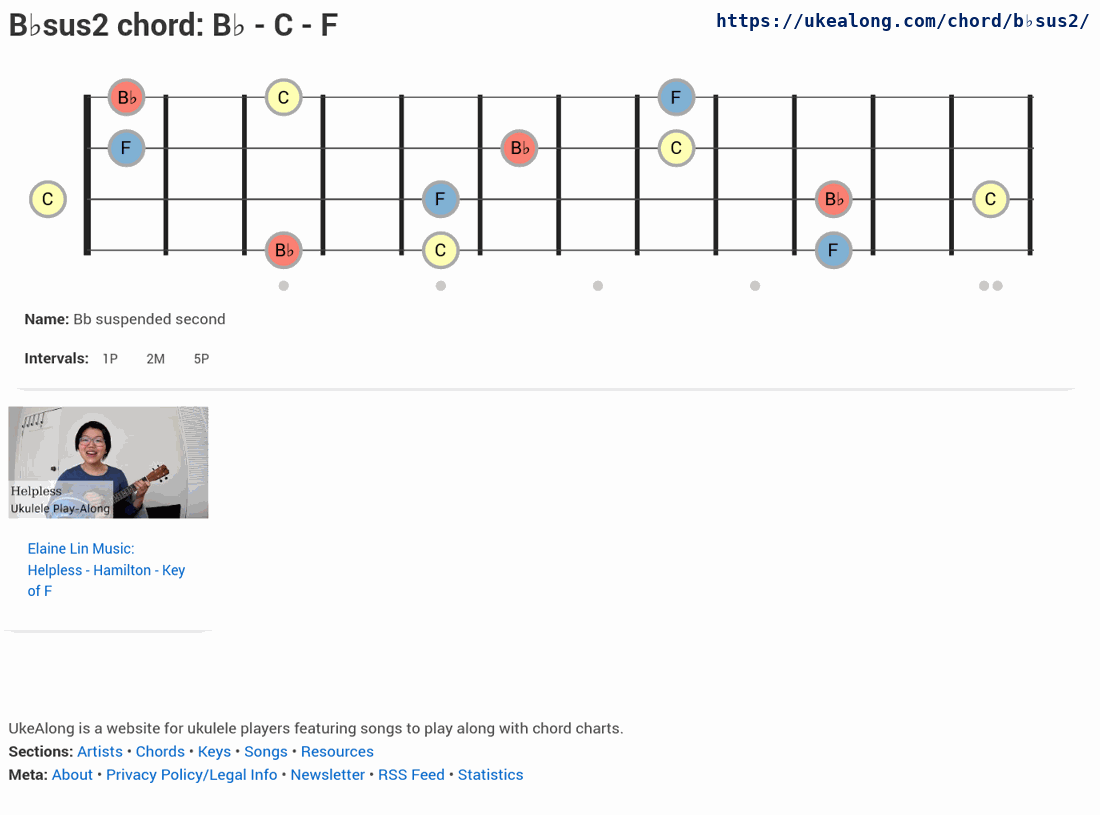 B♭sus2 chord: B♭ - C - F
https://ukealong.com/chord/b♭sus2/
B♭ C F
F B♭ C
C F B♭ C
B♭ C F
Name: Bb suspended second
Intervals: 1P 2M 5P
Helpless
Ukulele Play-Along
Elaine Lin Music:
Helpless - Hamilton - Key
of F
UkeAlong is a website for ukulele players featuring songs to play along with chord charts.
Sections: Artists • Chords • Keys • Songs • Resources
Meta: About • Privacy Policy/Legal Info • Newsletter • RSS Feed • Statistics